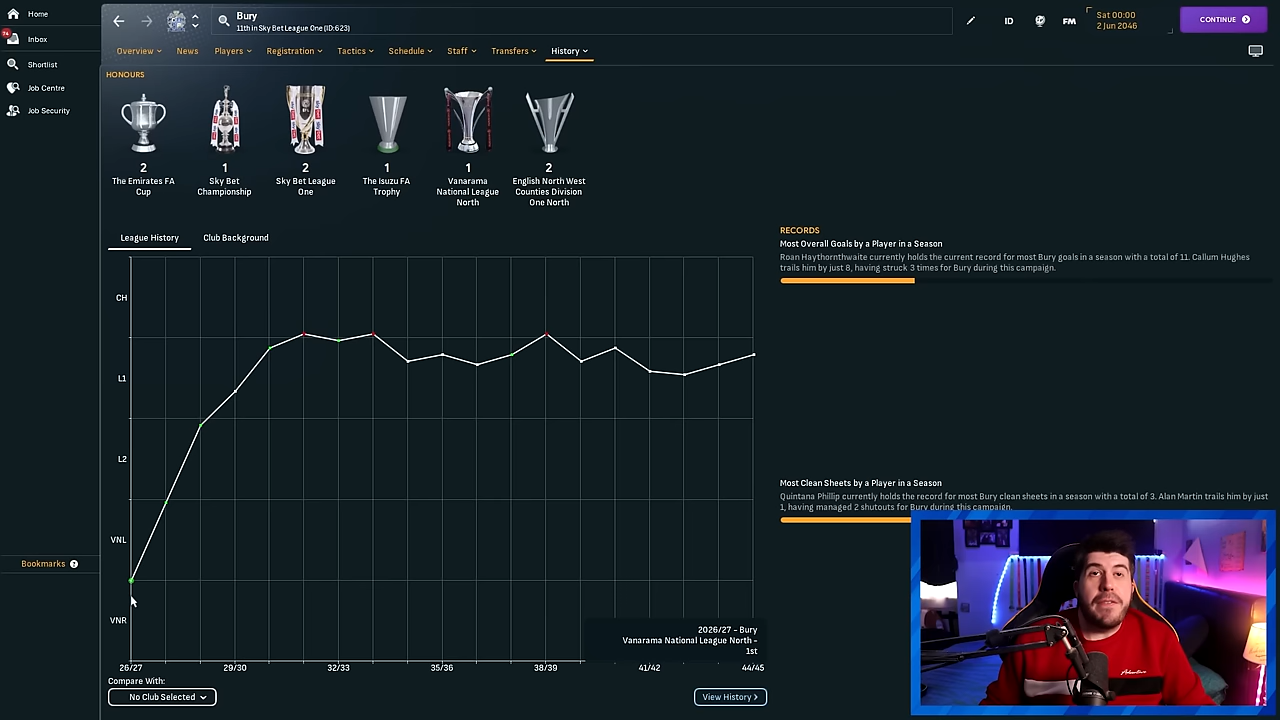 Home
24
Inbox
Shortlist
Job Centre
Job Security
Bookmarks ?
Bury
11th in Sky Bet League One (ID:623)
ID
FM
Sat 00:00
2 Jun 2046
CONTINUE
Overview
News
Players
Registration
Tactics
Schedule
Staff
Transfers
History
HONOURS
2
The Emirates FA
Cup
1
Sky Bet
Championship
2
Sky Bet League
One
1
The Isuzu FA
Trophy
1
Vanarama
National League
North
2
English North West
Counties Division
One North
League History
Club Background
CH
L1
L2
VNL
VNR
26/27
29/30
32/33
35/36
38/39
41/42
44/45
2026/27 - Bury
Vanarama National League North -
1st
Compare With:
No Club Selected
View History
RECORDS
Most Overall Goals by a Player in a Season
Roan Haythornthwaite currently holds the current record for most Bury goals in a season with a total of 11. Callum Hughes
trails him by just 8, having struck 3 times for Bury during this campaign.
Most Clean Sheets by a Player in a Season
Quintana Phillip currently holds the record for most Bury clean sheets in a season with a total of 3. Alan Martin trails him by just
1, having managed 2 shutouts for Bury during this campaign.